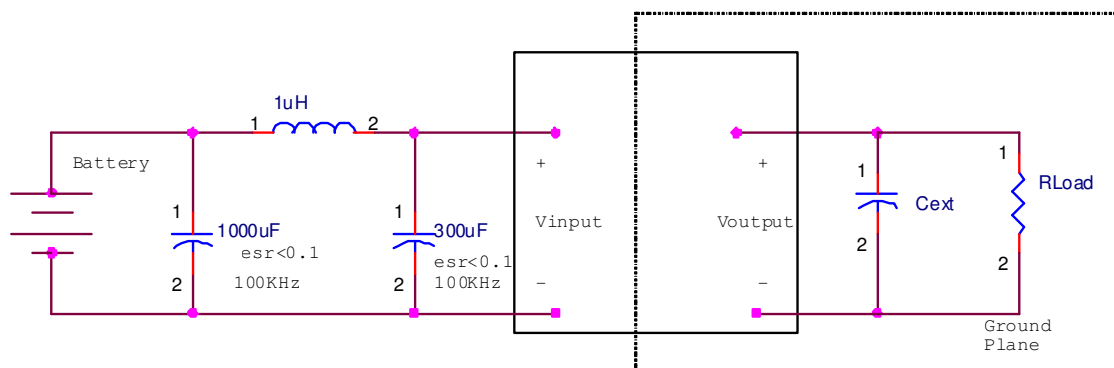 1uH
1 2
Battery
+ +
1 1
1
1000uF
300uF
Vinput
Voutput
Cext
RLoad
esr<0.1
esr<0.1
2
100KHz
2
100KHz
2
2
- -
Ground
Plane